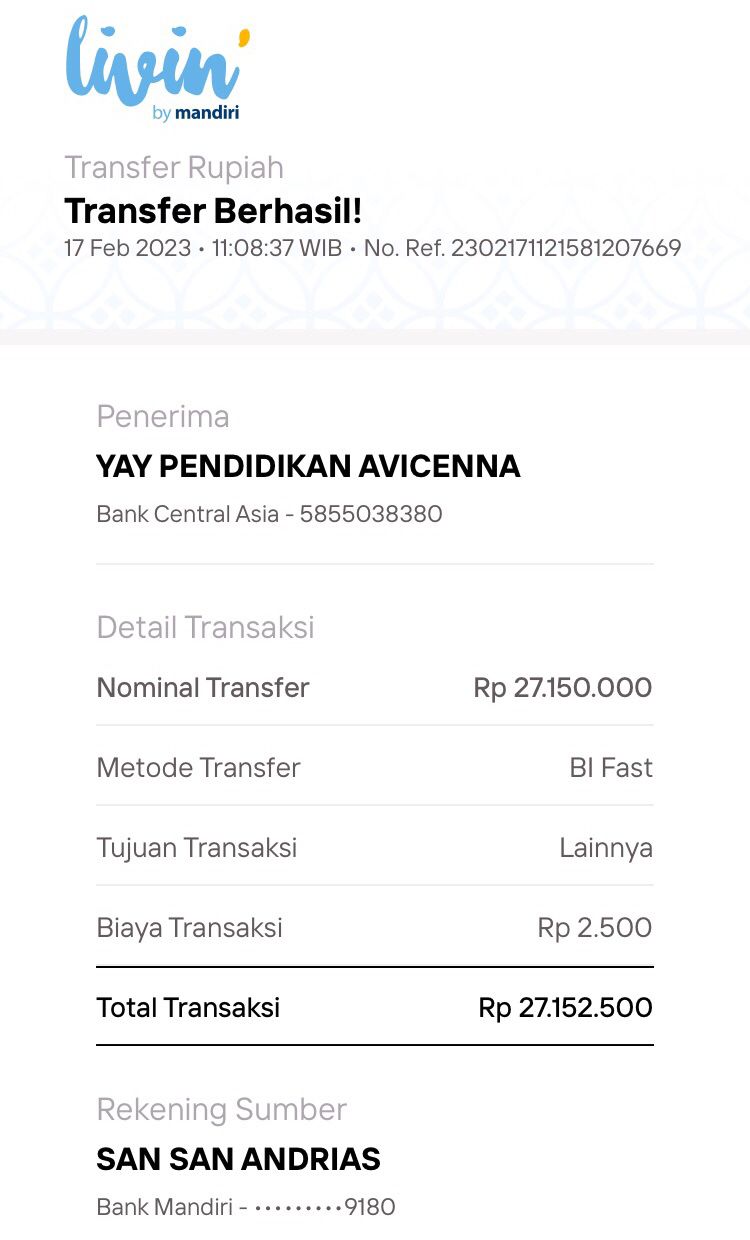 livin'
by mandiri
Transfer Rupiah
Transfer Berhasil!
17 Feb 2023 • 11:08:37 WIB • No. Ref. 2302171121581207669
Penerima
YAY PENDIDIKAN AVICENNA
Bank Central Asia - 5855038380
Detail Transaksi
Nominal Transfer Rp 27.150.000
Metode Transfer BI Fast
Tujuan Transaksi Lainnya
Biaya Transaksi Rp 2.500
Total Transaksi Rp 27.152.500
Rekening Sumber
SAN SAN ANDRIAS
Bank Mandiri - •••••••••9180